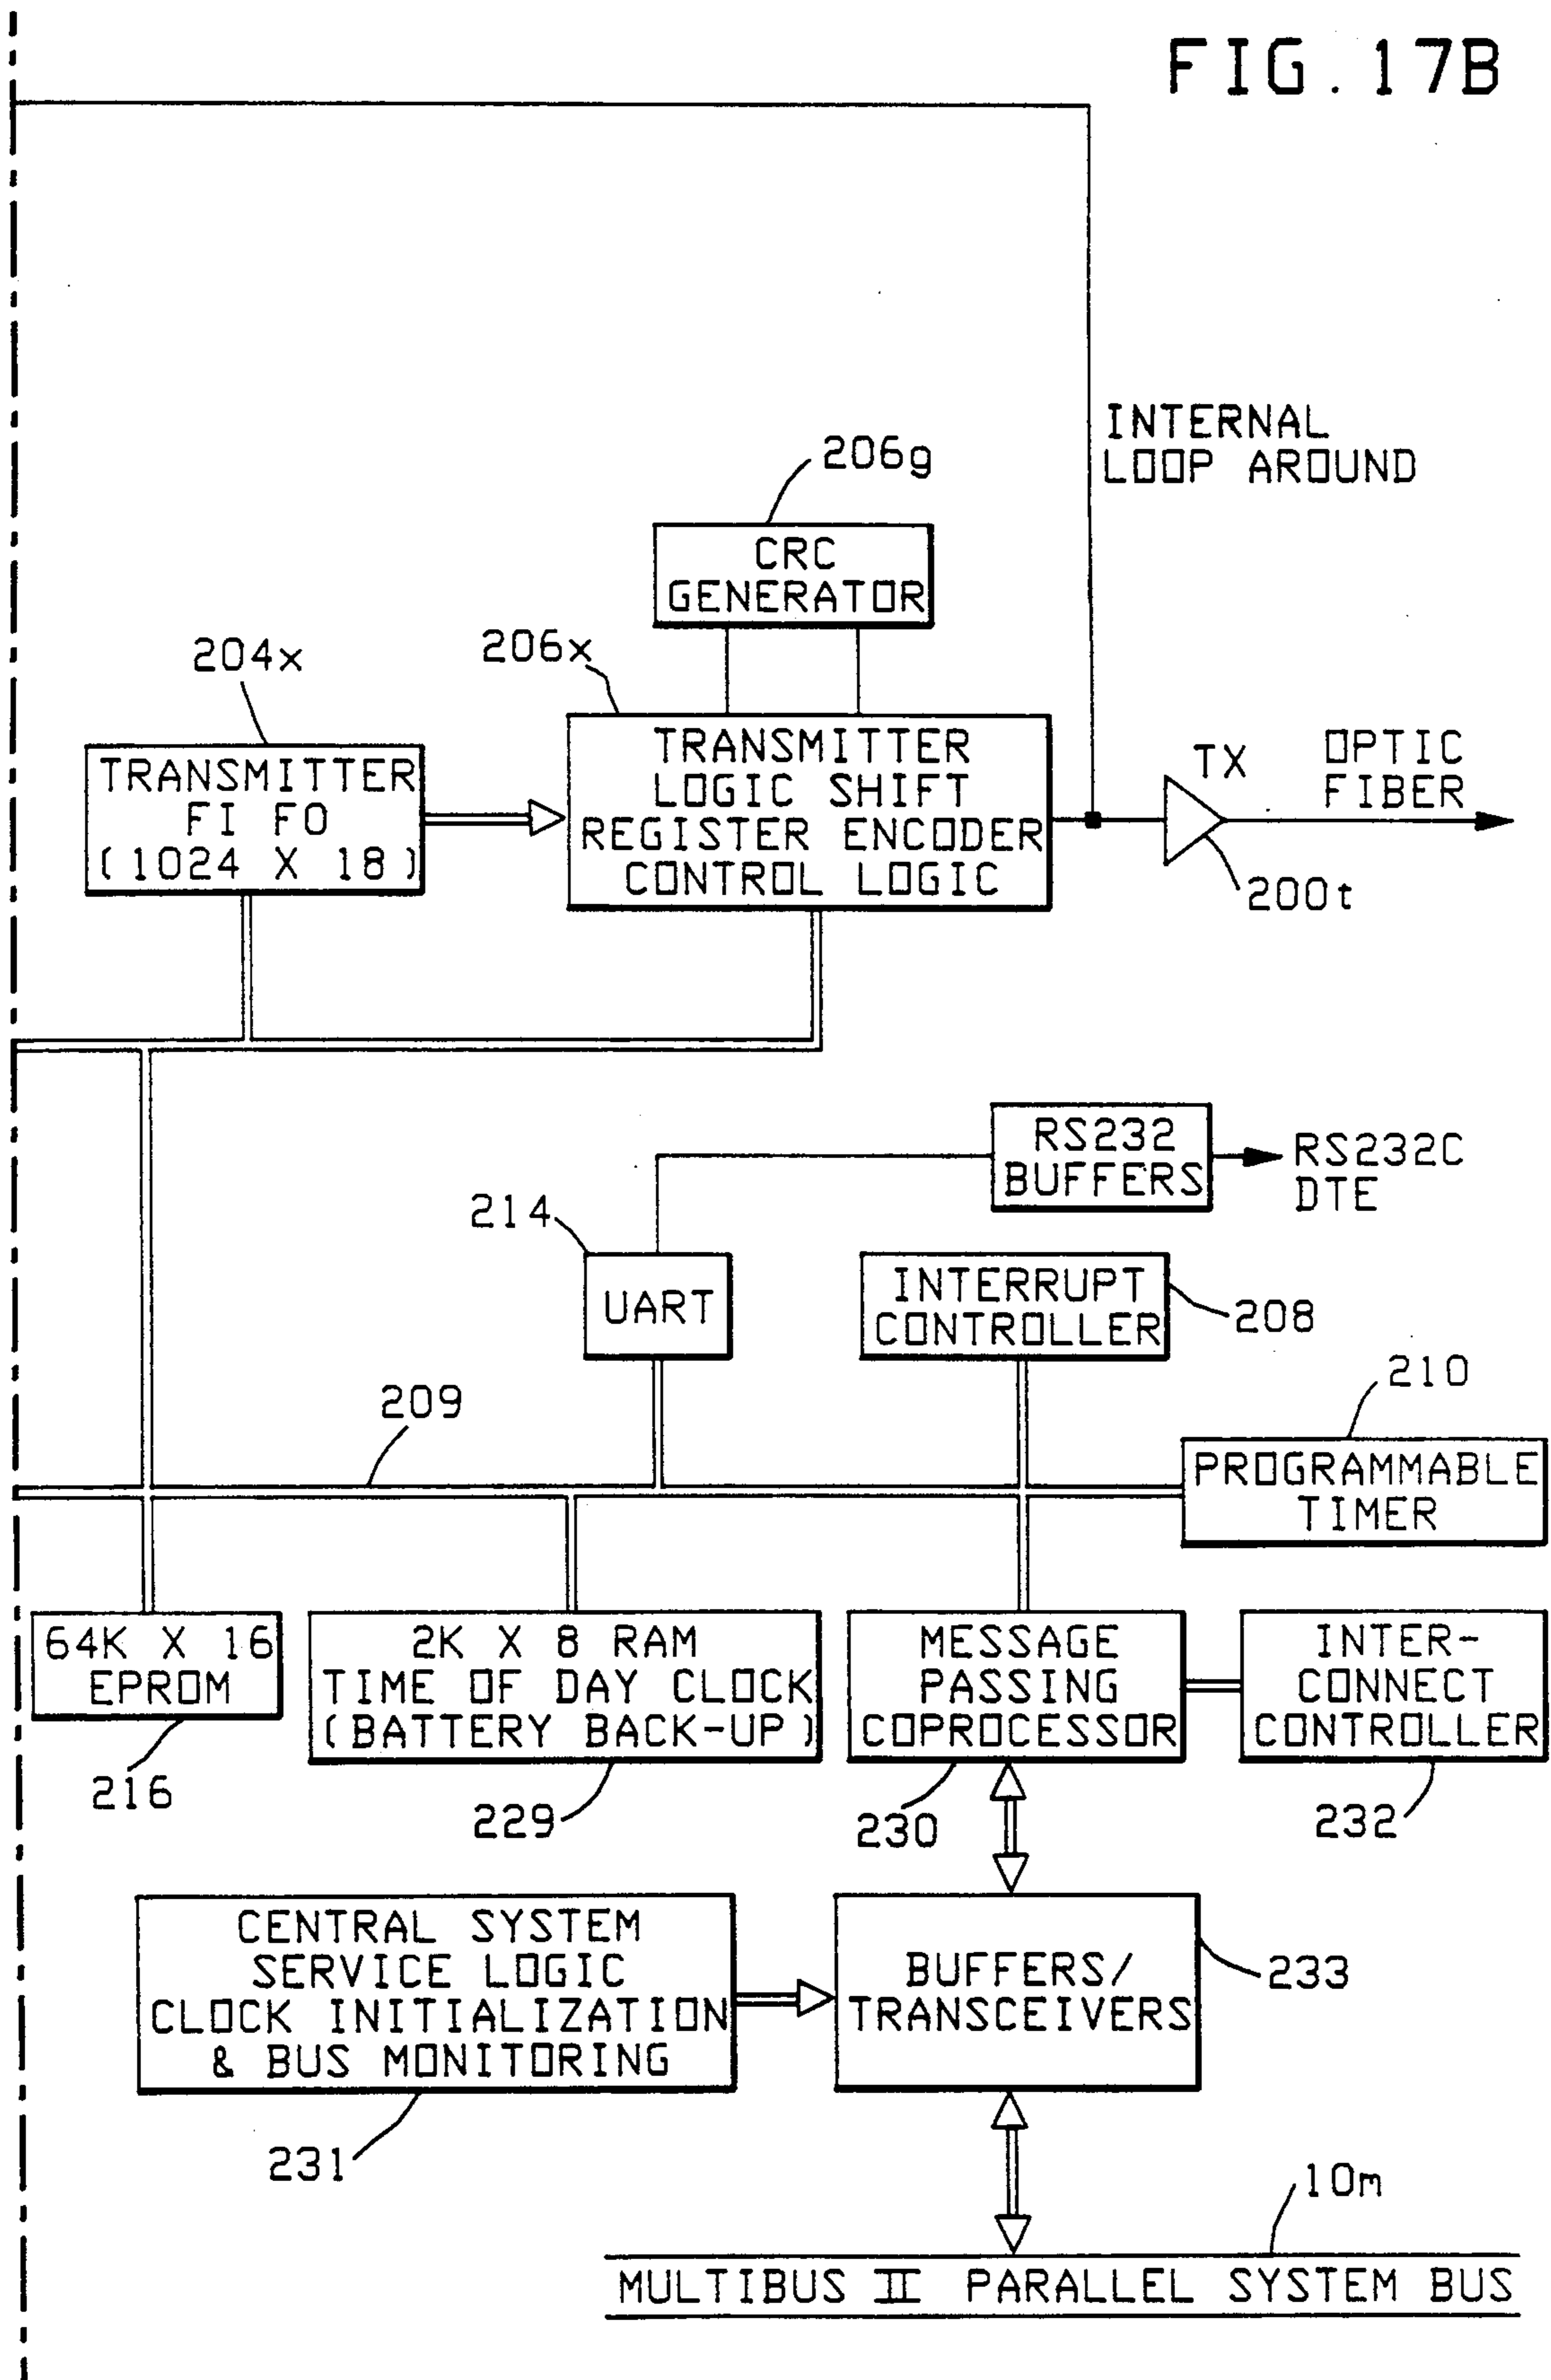 FIG.17B
INTERNAL
LOOP AROUND
206g
CRC
GENERATOR
204x
206x
TRANSMITTER
FI FO
(1024 X 18)
TRANSMITTER
LOGIC SHIFT
REGISTER ENCODER
CONTROL LOGIC
TX
OPTIC
FIBER
200t
RS232
BUFFERS
RS232C
DTE
214
UART
INTERRUPT
CONTROLLER
208
210
209
PROGRAMMABLE
TIMER
64K X 16
EPROM
216
2K X 8 RAM
TIME OF DAY CLOCK
(BATTERY BACK-UP)
229
MESSAGE
PASSING
COPROCESSOR
230
INTER-
CONNECT
CONTROLLER
232
CENTRAL SYSTEM
SERVICE LOGIC
CLOCK INITIALIZATION
& BUS MONITORING
231
BUFFERS/
TRANSCEIVERS
233
10m
MULTIBUS II PARALLEL SYSTEM BUS